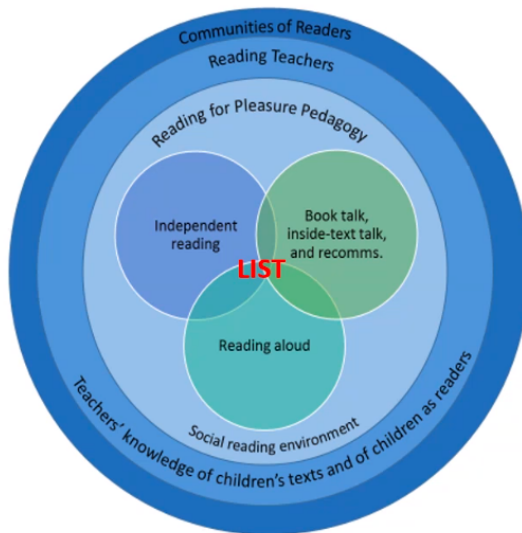 Communities of Readers
Reading Teachers
Reading for Pleasure Pedagogy
Independent
reading
Book talk,
inside-text talk,
and recomms.
LIST
Reading aloud
Social reading environment
Teachers' knowledge of children's texts and of children as readers